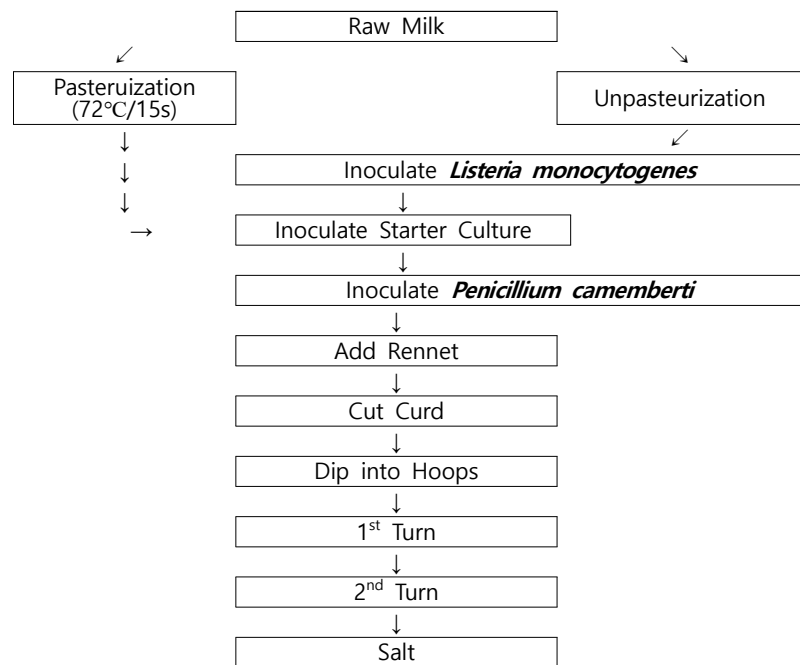 Raw Milk
↙ ↘
Pasteruization
(72℃/15s)
Unpasteurization
↓ ↙
↓
Inoculate Listeria monocytogenes
↓ ↓
→
Inoculate Starter Culture
↓
Inoculate Penicillium camemberti
↓
Add Rennet
↓
Cut Curd
↓
Dip into Hoops
↓
1st Turn
↓
2nd Turn
↓
Salt